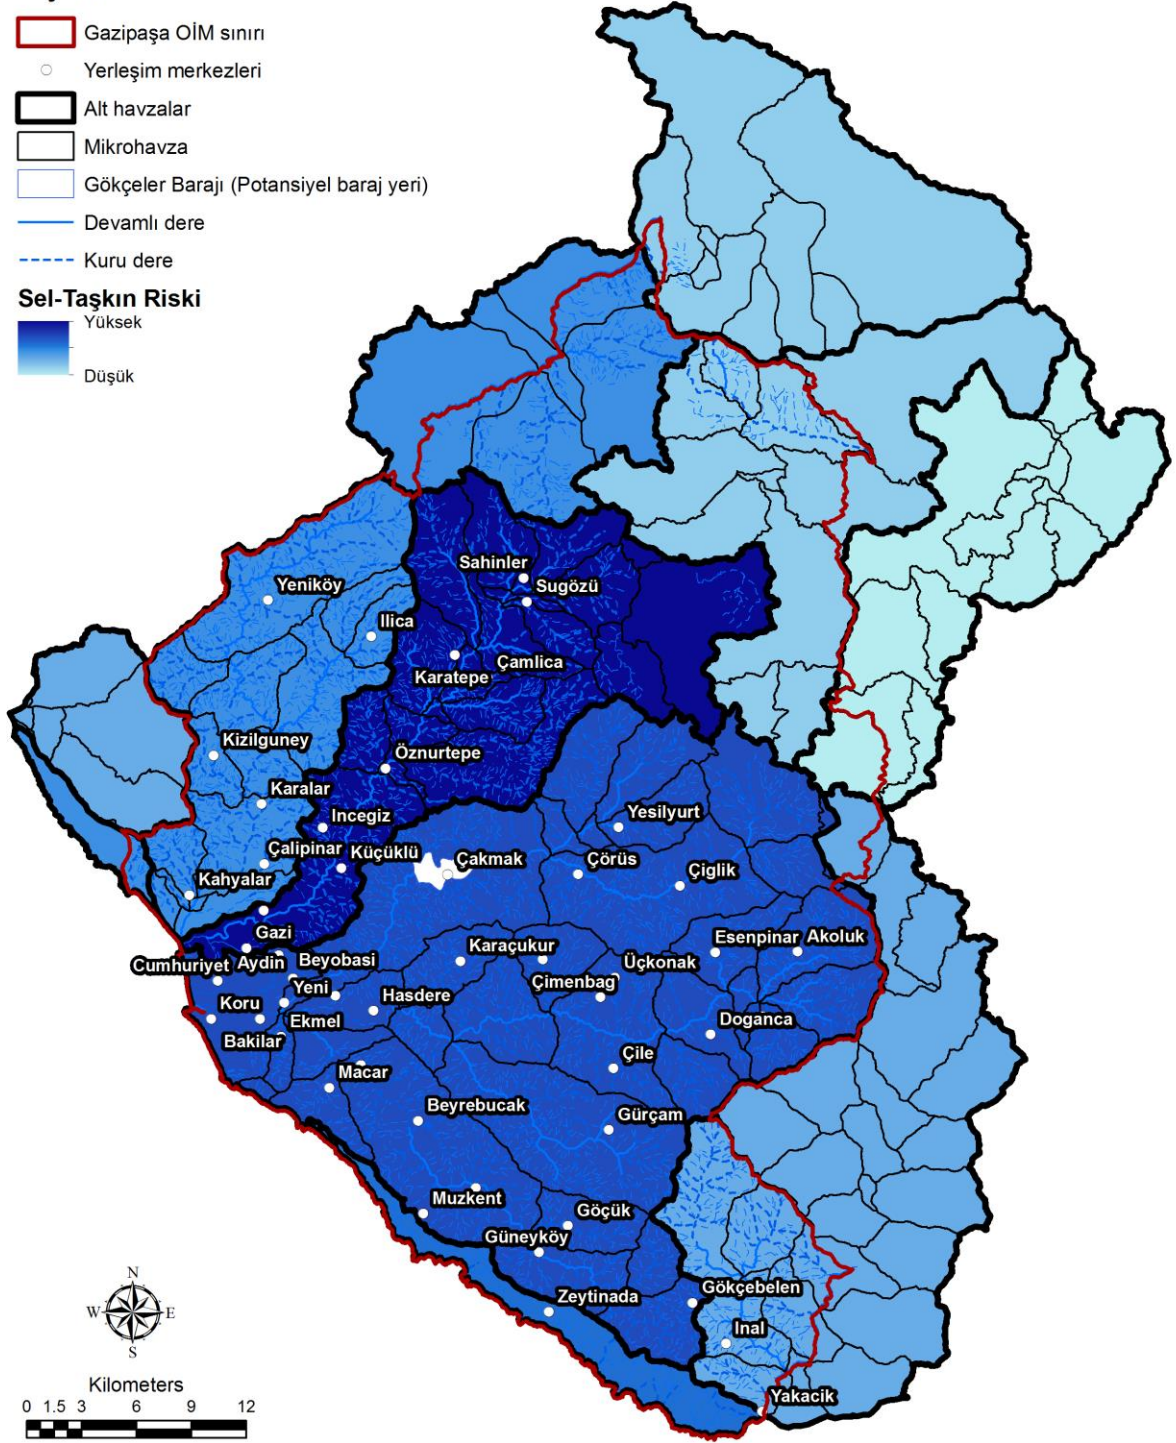 Gazipaşa OİM sınırı
Yerleşim merkezleri
Alt havzalar
Mikrohavza
Gökçeler Barajı (Potansiyel baraj yeri)
Devamlı dere
Kuru dere
Sel-Taşkın Riski
Yüksek
Düşük
Sahinler
Sugözü
Yeniköy
Ilica
Çamlica
Karatepe
Kizilguney
Öznurtepe
Karalar
Incegiz
Yesilyurt
Çalipinar
Küçüklü
Çakmak
Çörüs
Çiglik
Kahyalar
Gazi
Karaçukur
Esenpinar
Akoluk
Cumhuriyet
Aydin
Beyobasi
Üçkonak
Yeni
Çimenbag
Koru
Hasdere
Ekmel
Doganca
Bakilar
Çile
Macar
Beyrebucak
Gürçam
Muzkent
Göçük
Güneyköy
Gökçebelen
Zeytinada
Inal
Yakacik
N
W
E
S
Kilometers
0 1.5 3 6 9 12